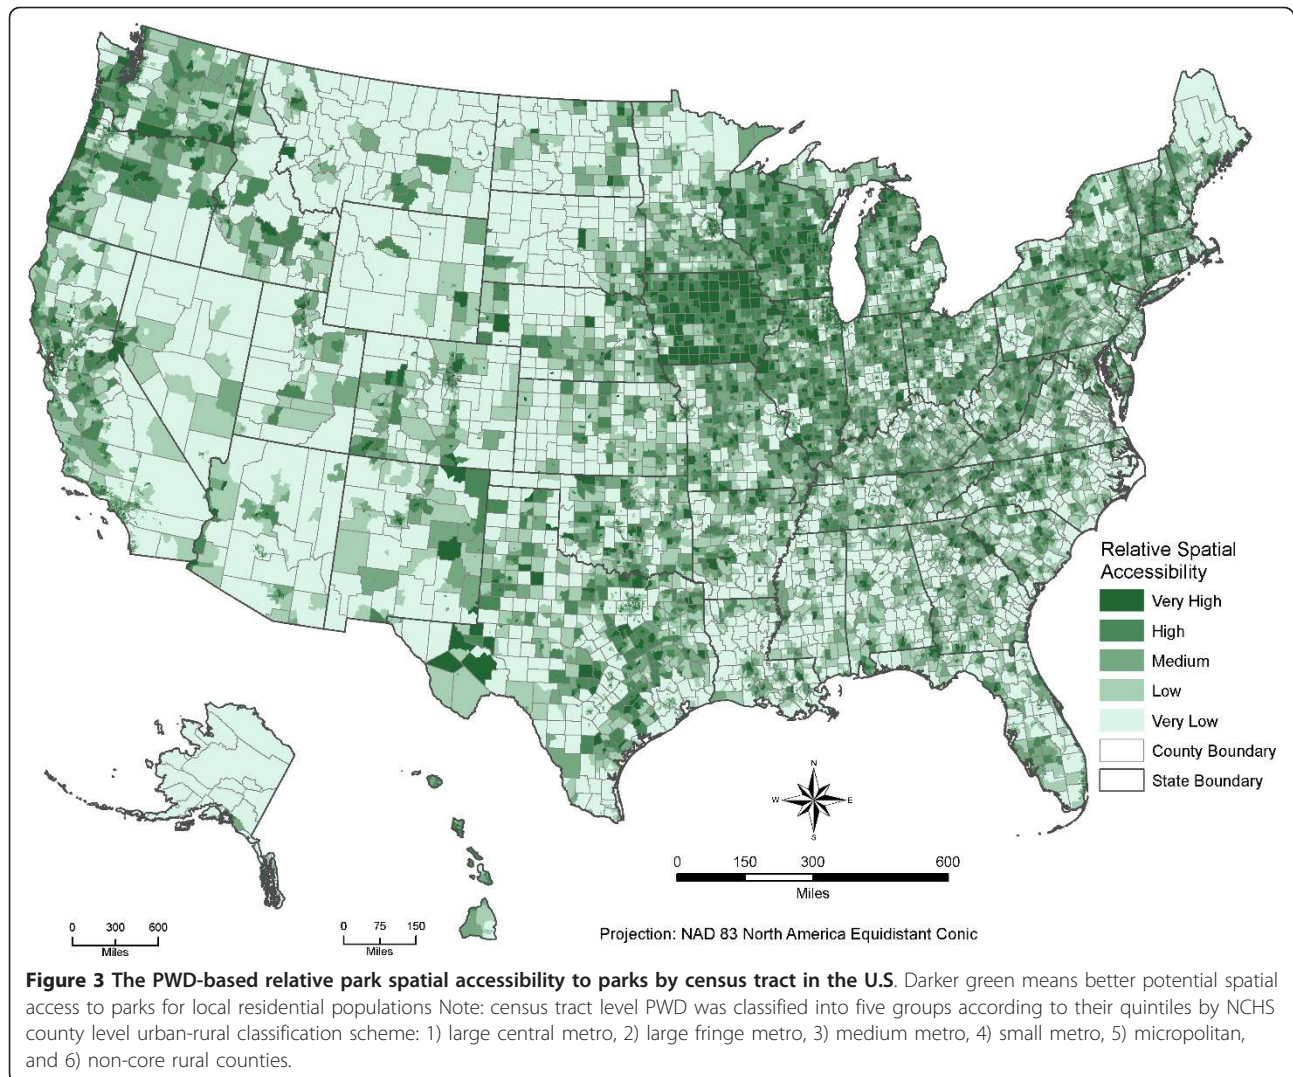 Relative Spatial
Accessibility
Very High
High
Medium
Low
Very Low
County Boundary
State Boundary
N
W E
S
0 150 300 600
Miles
0 300 600
Miles
0 75 150
Miles
Projection: NAD 83 North America Equidistant Conic
Figure 3 The PWD-based relative park spatial accessibility to parks by census tract in the U.S. Darker green means better potential spatial
access to parks for local residential populations Note: census tract level PWD was classified into five groups according to their quintiles by NCHS
county level urban-rural classification scheme: 1) large central metro, 2) large fringe metro, 3) medium metro, 4) small metro, 5) micropolitan,
and 6) non-core rural counties.